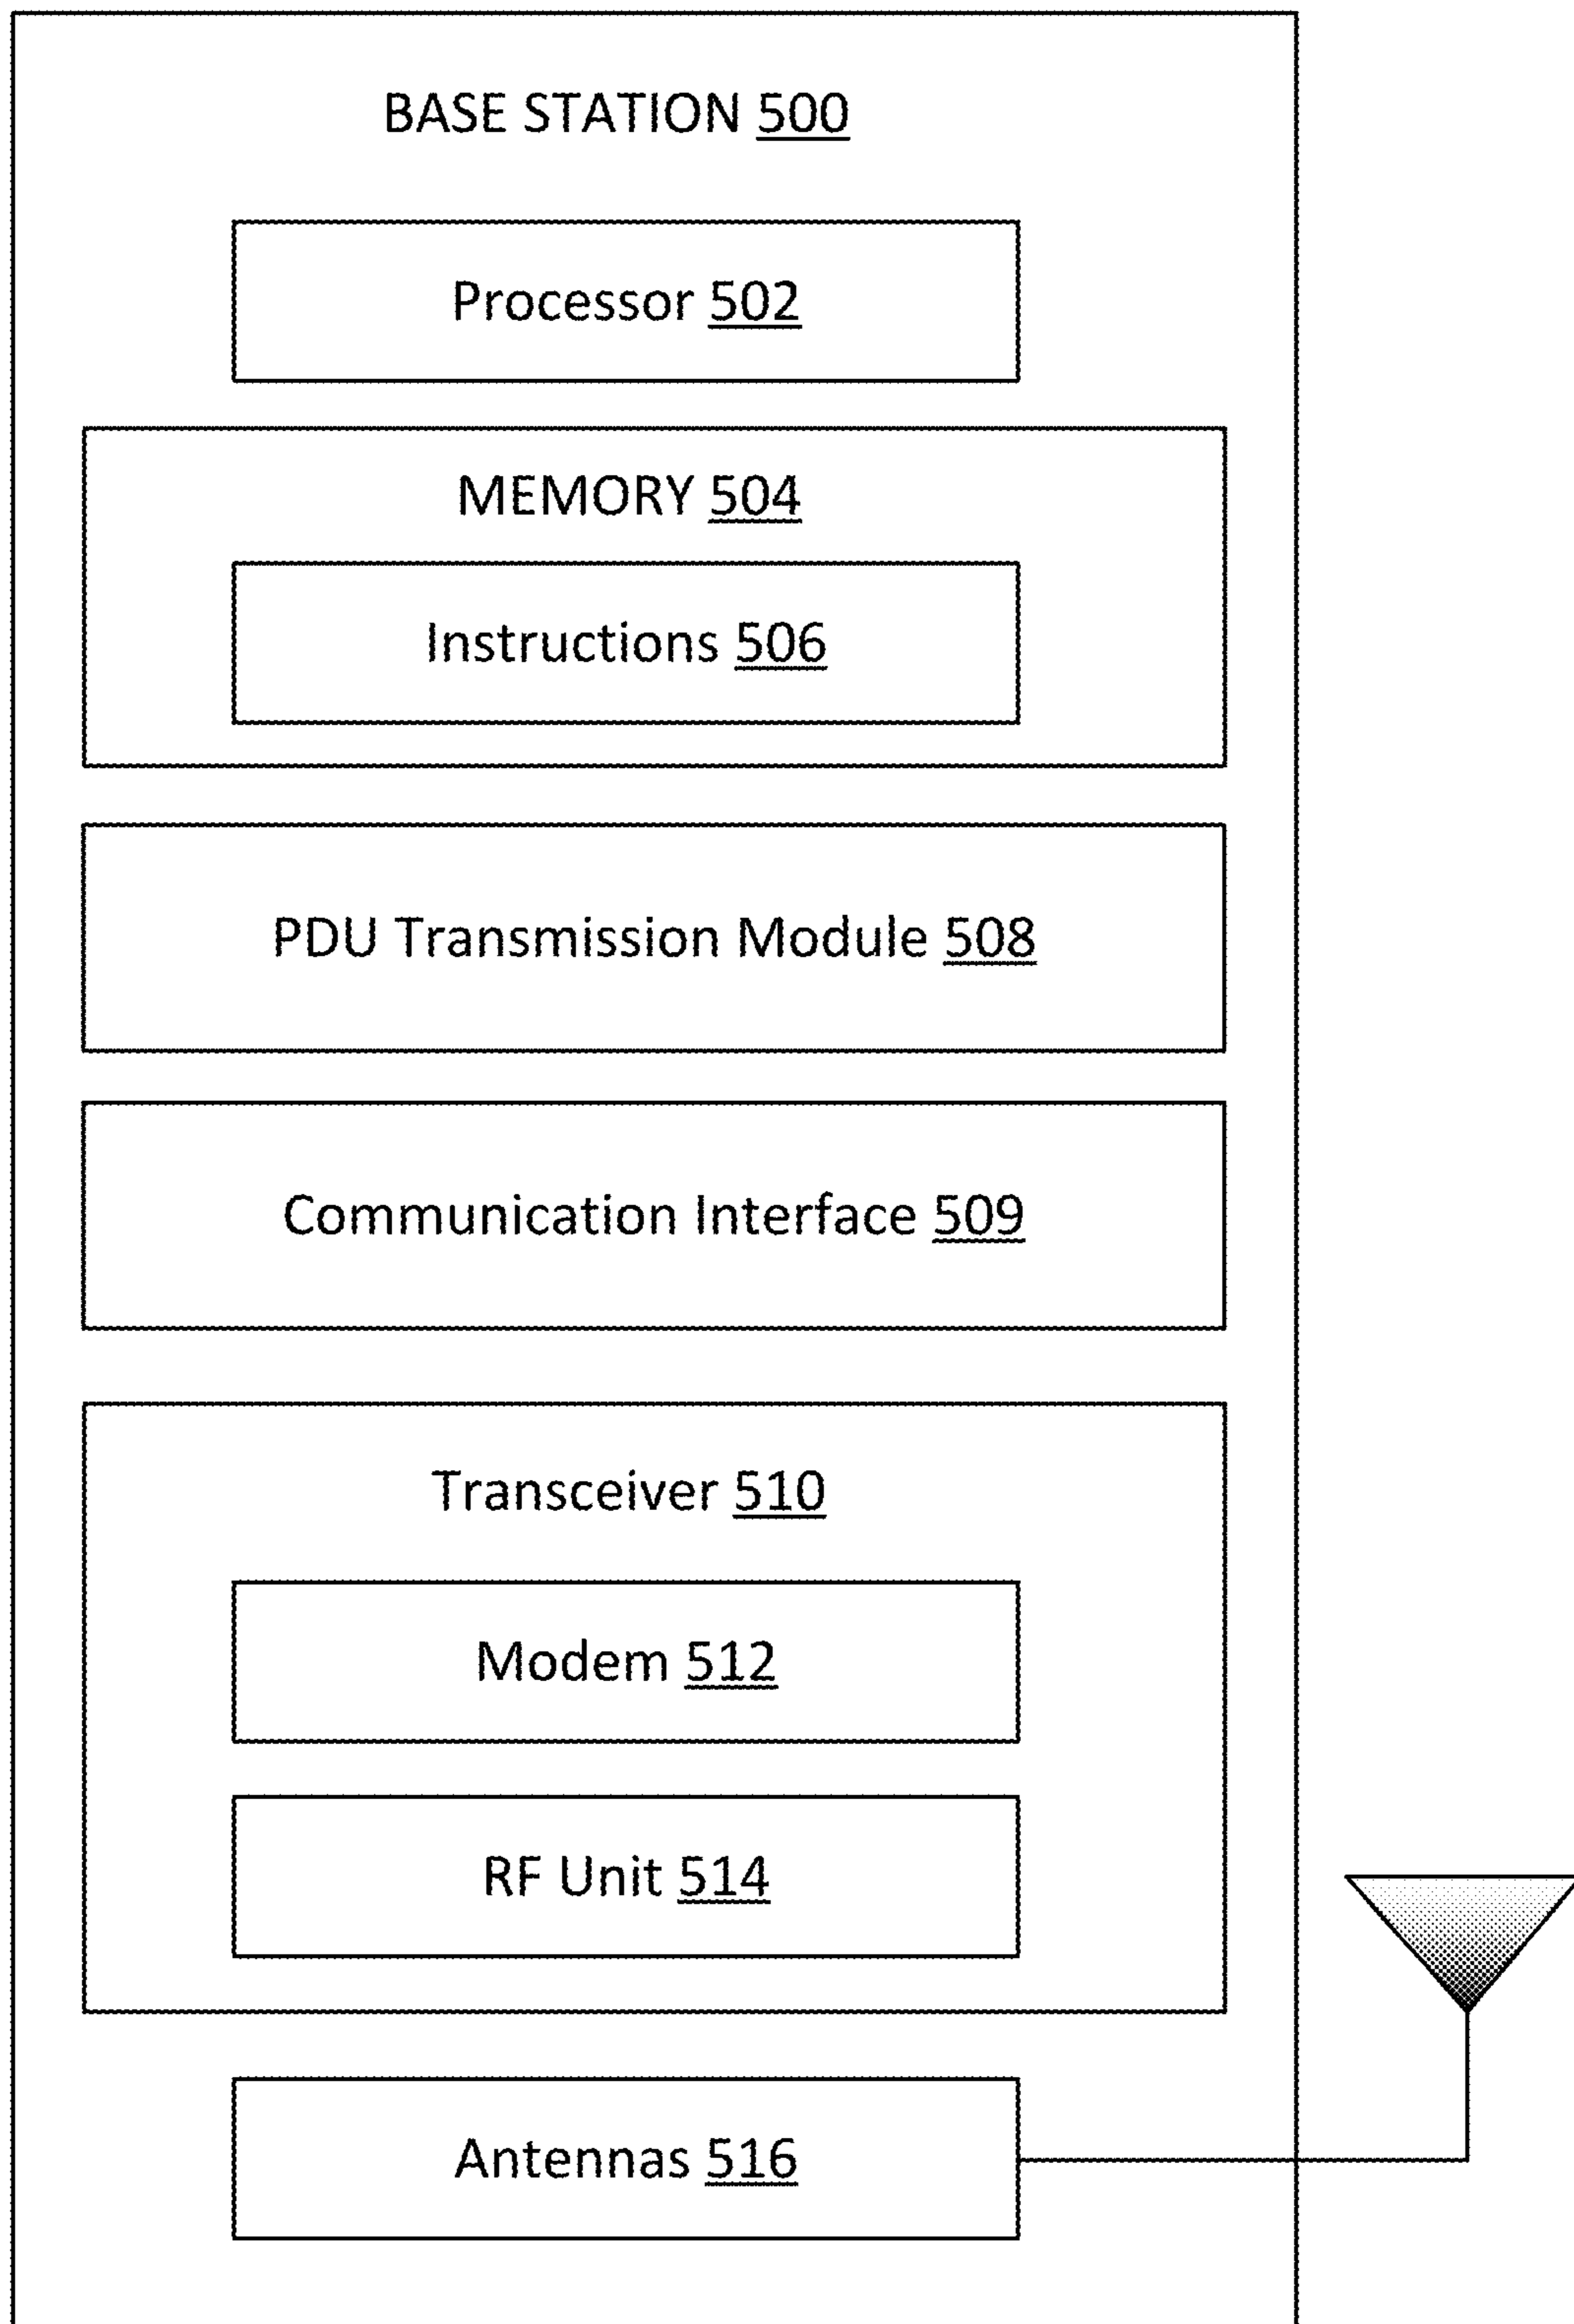 BASE STATION 500
Processor 502
MEMORY 504
Instructions 506
PDU Transmission Module 508
Communication Interface 509
Transceiver 510
Modem 512
RF Unit 514
Antennas 516